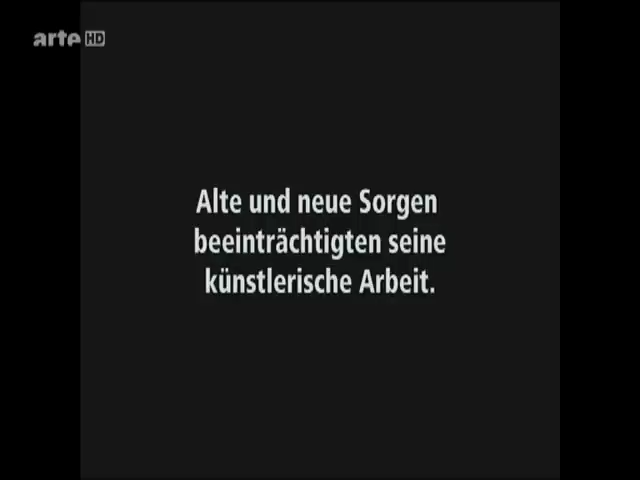 arte HD
Alte und neue Sorgen
beeinträchtigten seine
künstlerische Arbeit.